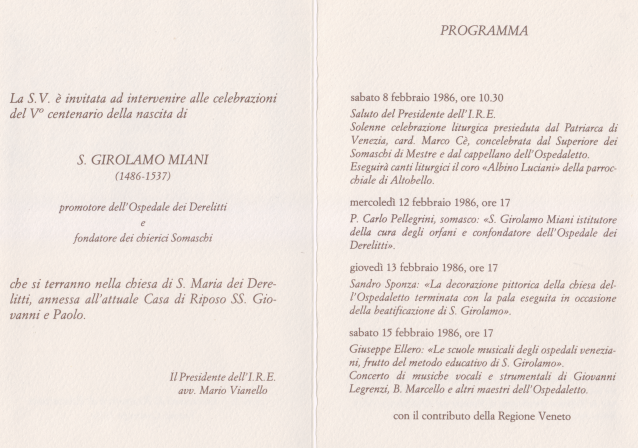 La S.V. è invitata ad intervenire alle celebrazioni
del V° centenario della nascita di
S. GIROLAMO MIANI
(1486-1537)
promotore dell'Ospedale dei Derelitti
e
fondatore dei chierici Somaschi
che si terranno nella chiesa di S. Maria dei Dere-
litti, annessa all'attuale Casa di Riposo SS. Gio-
vanni e Paolo.
Il Presidente dell'I.R.E.
avv. Mario Vianello
PROGRAMMA
sabato 8 febbraio 1986, ore 10.30
Saluto del Presidente dell'I.R.E.
Solenne celebrazione liturgica presieduta dal Patriarca di
Venezia, card. Marco Cè, concelebrata dal Superiore dei
Somaschi di Mestre e dal cappellano dell'Ospedaletto.
Eseguirà canti liturgici il coro «Albino Luciani» della parroc-
chiale di Altobello.
mercoledì 12 febbraio 1986, ore 17
P. Carlo Pellegrini, somasco: «S. Girolamo Miani istitutore
della cura degli orfani e confondatore dell'Ospedale dei
Derelitti».
giovedì 13 febbraio 1986, ore 17
Sandro Sponza: «La decorazione pittorica della chiesa del-
l'Ospedaletto terminata con la pala eseguita in occasione
della beatificazione di S. Girolamo».
sabato 15 febbraio 1986, ore 17
Giuseppe Ellero: «Le scuole musicali degli ospedali venezia-
ni, frutto del metodo educativo di S. Girolamo».
Concerto di musiche vocali e strumentali di Giovanni
Legrenzi, B. Marcello e altri maestri dell'Ospedaletto.
con il contributo della Regione Veneto